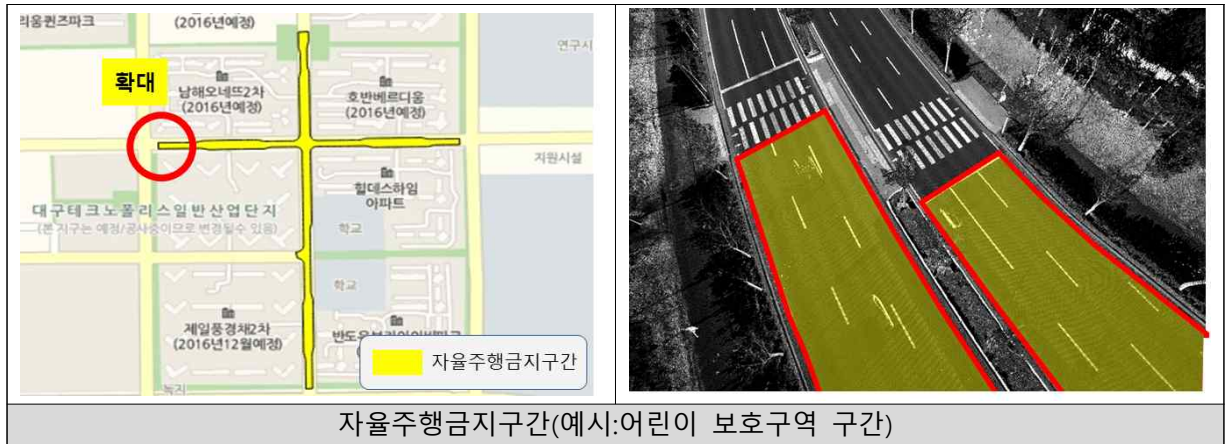 리움퀸즈파크
(2016년예정)
연구시
확대
남해오네뜨2차
(2016년예정)
호반베르디움
(2016년예정)
지원시설
힐데스하임
아파트
대구테크노폴리스일반산업단지
(본 지구는 예정/공사중이므로 변경될수 있음)
학교
학교
제일풍경채2차
(2016년12월예정)
녹지
자율주행금지구간
자율주행금지구간(예시:어린이 보호구역 구간)